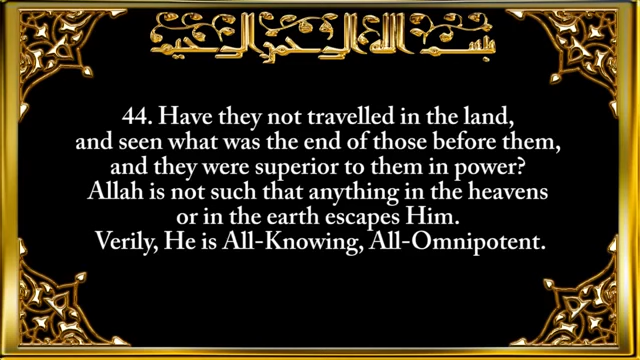 بسم الله الرحمن الرحيم
44. Have they not travelled in the land,
and seen what was the end of those before them,
and they were superior to them in power?
Allah is not such that anything in the heavens
or in the earth escapes Him.
Verily, He is All-Knowing, All-Omnipotent.